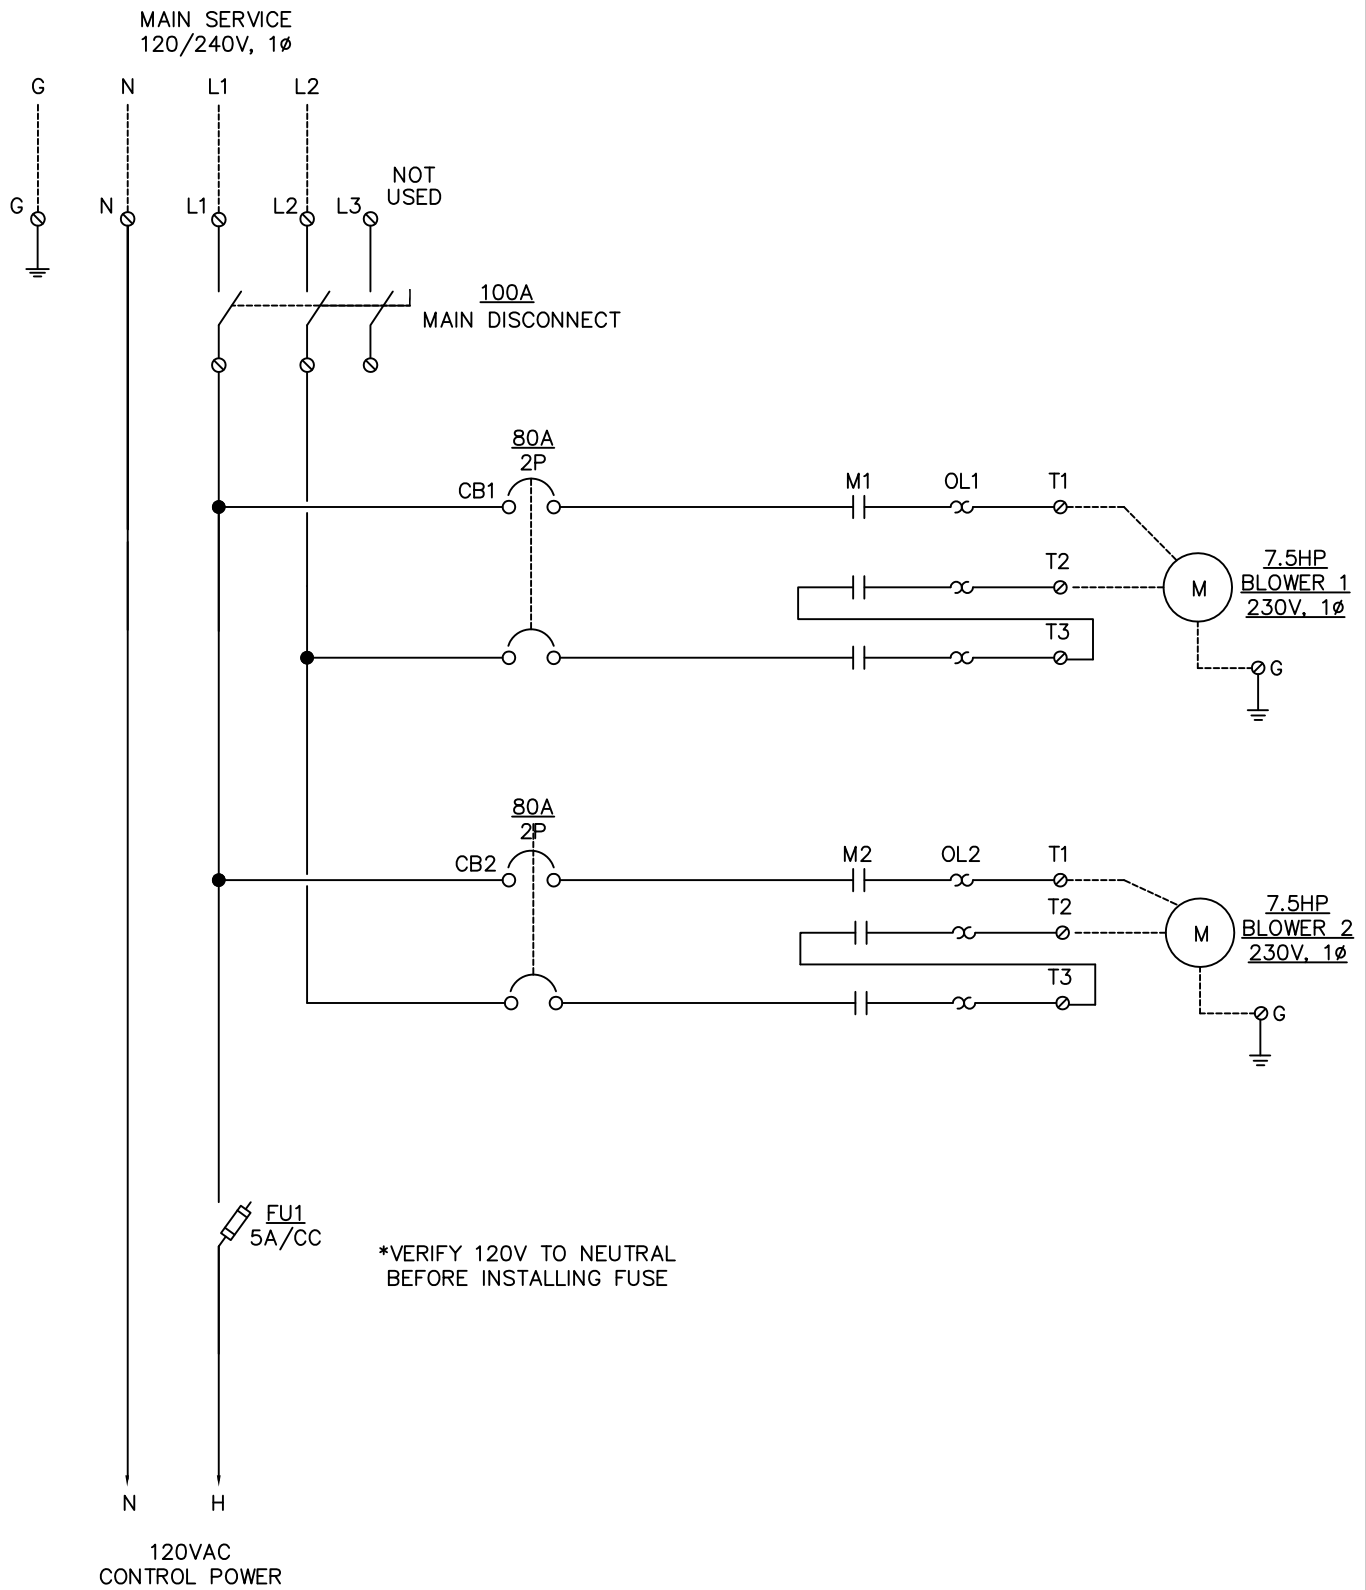 MAIN SERVICE
120/240V, 1ø
G N L1 L2
NOT
USED
G N L1 L2 L3
100A
MAIN DISCONNECT
80A
2P
CB1 M1 OL1 T1
T2
T3
M
7.5HP
BLOWER 1
230V, 1ø
G
80A
2P
CB2 M2 OL2 T1
T2
T3
M
7.5HP
BLOWER 2
230V, 1ø
G
FU1
5A/CC
*VERIFY 120V TO NEUTRAL
BEFORE INSTALLING FUSE
N H
120VAC
CONTROL POWER